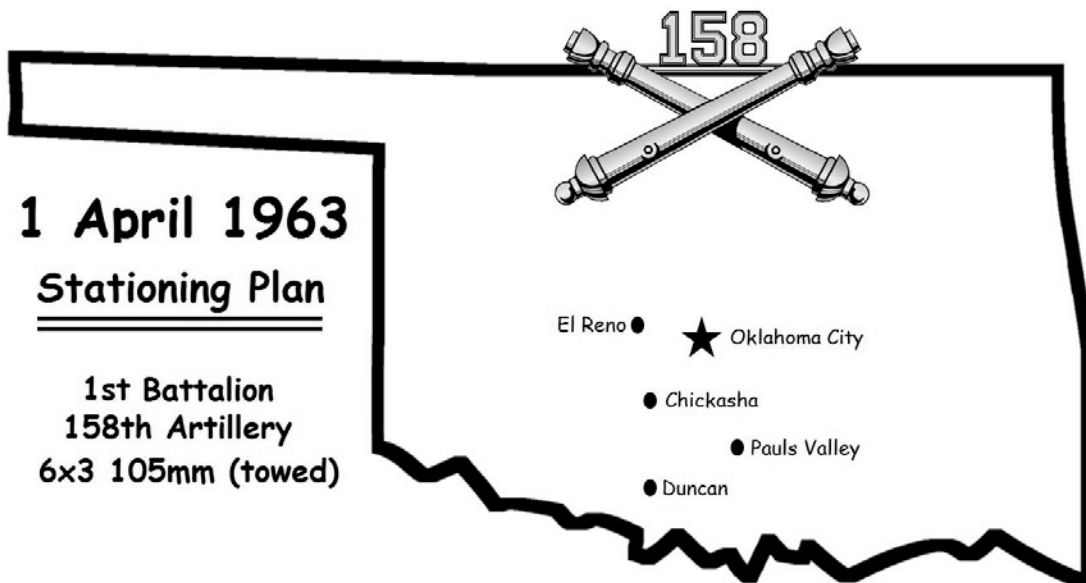 158
1 April 1963
Stationing Plan
El Reno
Oklahoma City
1st Battalion
158th Artillery
6x3 105mm (towed)
Chickasha
Pauls Valley
Duncan